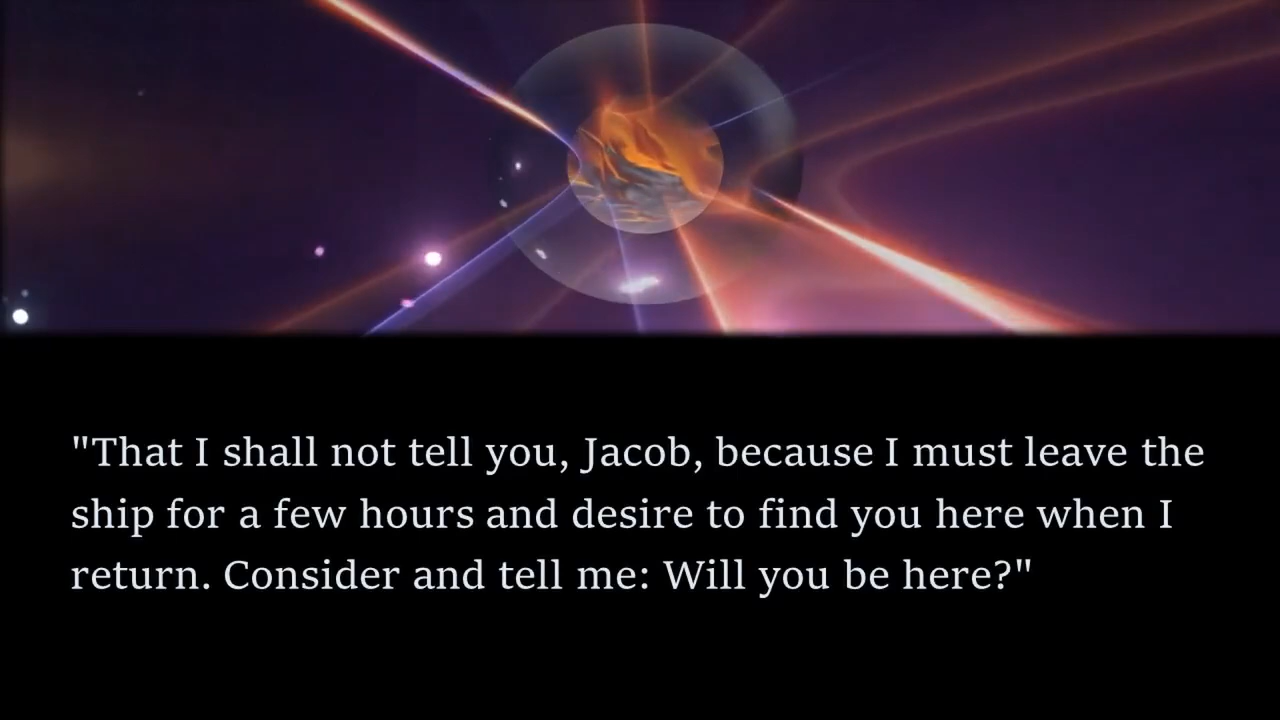 "That I shall not tell you, Jacob, because I must leave the
ship for a few hours and desire to find you here when I
return. Consider and tell me: Will you be here?"